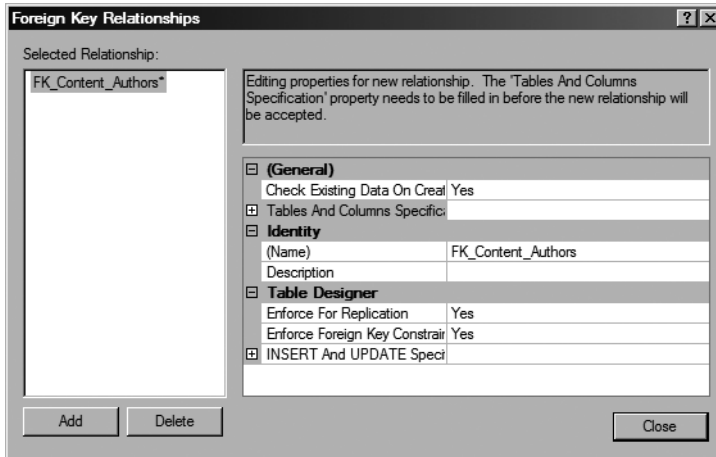 Foreign Key Relationships
Selected Relationship:
FK_Content_Authors*
Editing properties for new relationship. The 'Tables And Columns
Specification' property needs to be filled in before the new relationship will
be accepted.
(General)
Check Existing Data On Creat Yes
Tables And Columns Specifica
Identity
(Name) FK_Content_Authors
Description
Table Designer
Enforce For Replication Yes
Enforce Foreign Key Constrair Yes
INSERT And UPDATE Specif
Add Delete
Close